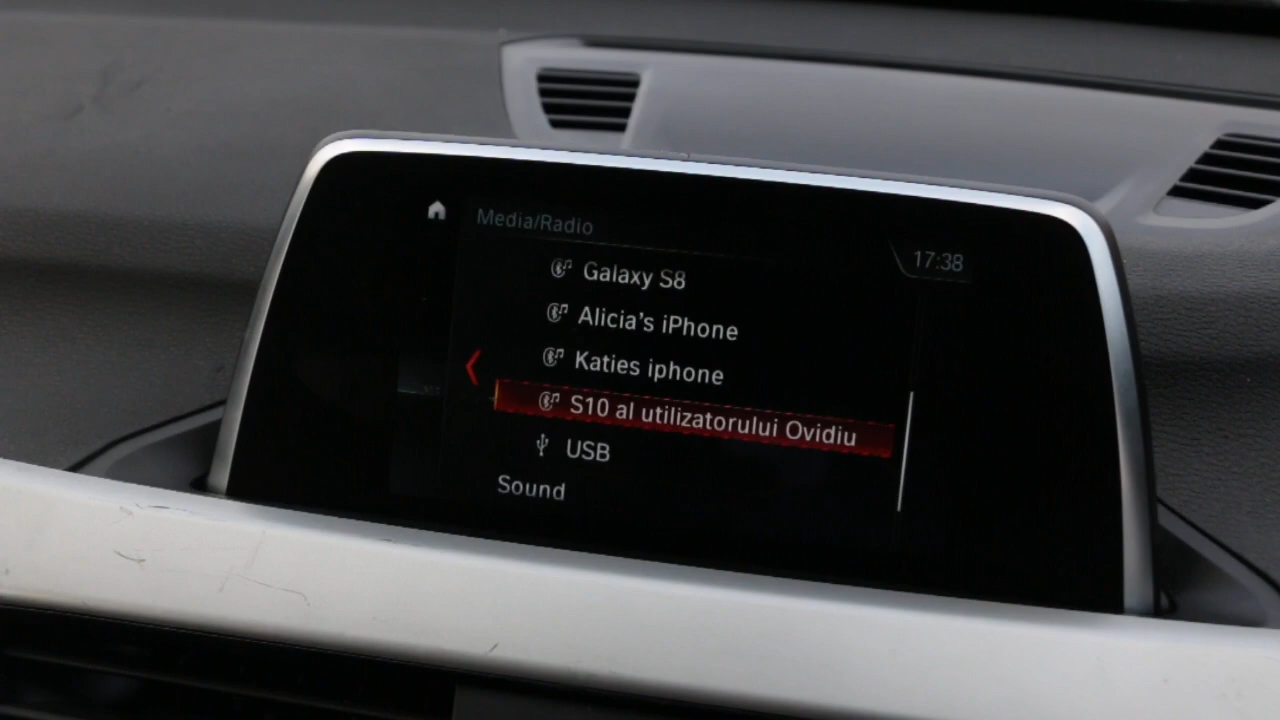 Media/Radio
17:38
Galaxy S8
Alicia's iPhone
Katies iphone
S10 al utilizatorului Ovidiu
USB
Sound